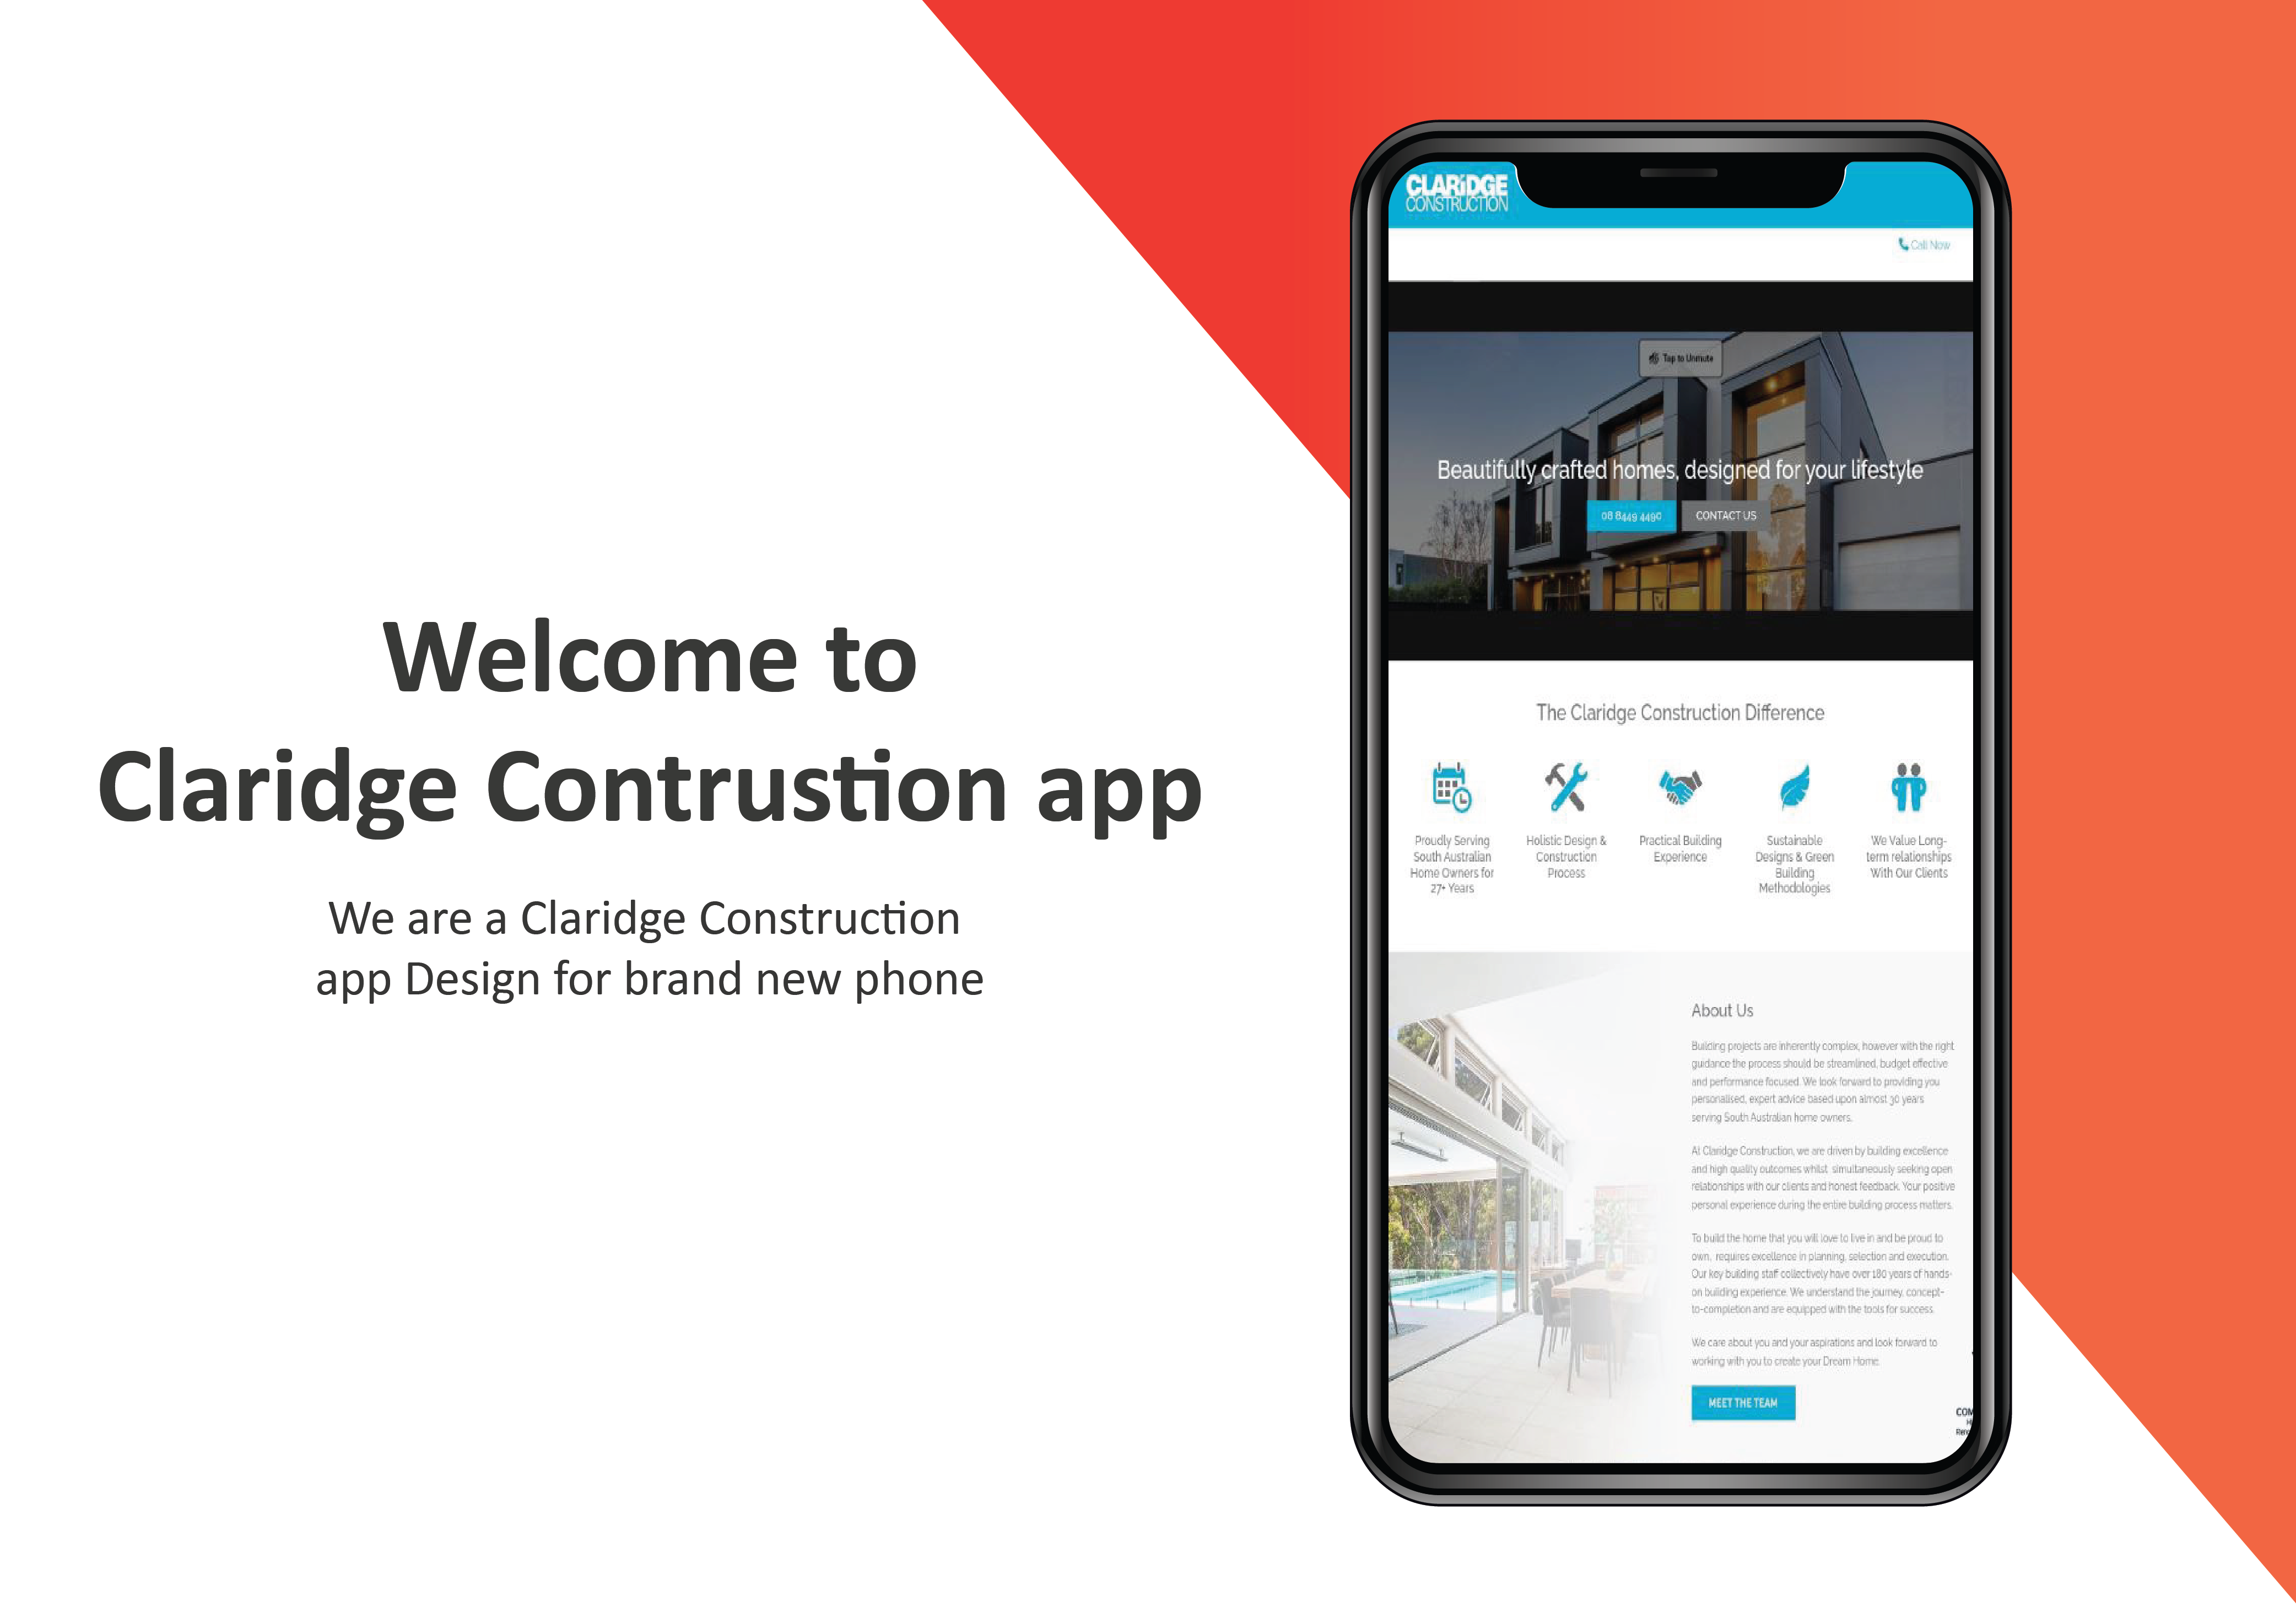 Welcome to
Claridge Contrustion app
We are a Claridge Construction
app Design for brand new phone
CLARiDGE
CONSTRUCTION
Call Now
Tap to Unmute
Beautifully crafted homes, designed for your lifestyle
08 8449 4490
CONTACT US
The Claridge Construction Difference
Proudly Serving
South Australian
Home Owners for
27+ Years
Holistic Design &
Construction
Process
Practical Building
Experience
Sustainable
Designs & Green
Building
Methodologies
We Value Long-
term relationships
With Our Clients
About Us
Building projects are inherently complex, however with the right
guidance the process should be streamlined, budget effective
and performance focused. We look forward to providing you
personalised, expert advice based upon almost 30 years
serving South Australian home owners.
At Claridge Construction, we are driven by building excellence
and high quality outcomes whilst simultaneously seeking open
relationships with our clients and honest feedback. Your positive
personal experience during the entire building process matters.
To build the home that you will love to live in and be proud to
own, requires excellence in planning, selection and execution.
Our key building staff collectively have over 180 years of hands-
on building experience. We understand the journey, concept-
to-completion and are equipped with the tools for success.
We care about you and your aspirations and look forward to
working with you to create your Dream Home.
MEET THE TEAM
COM